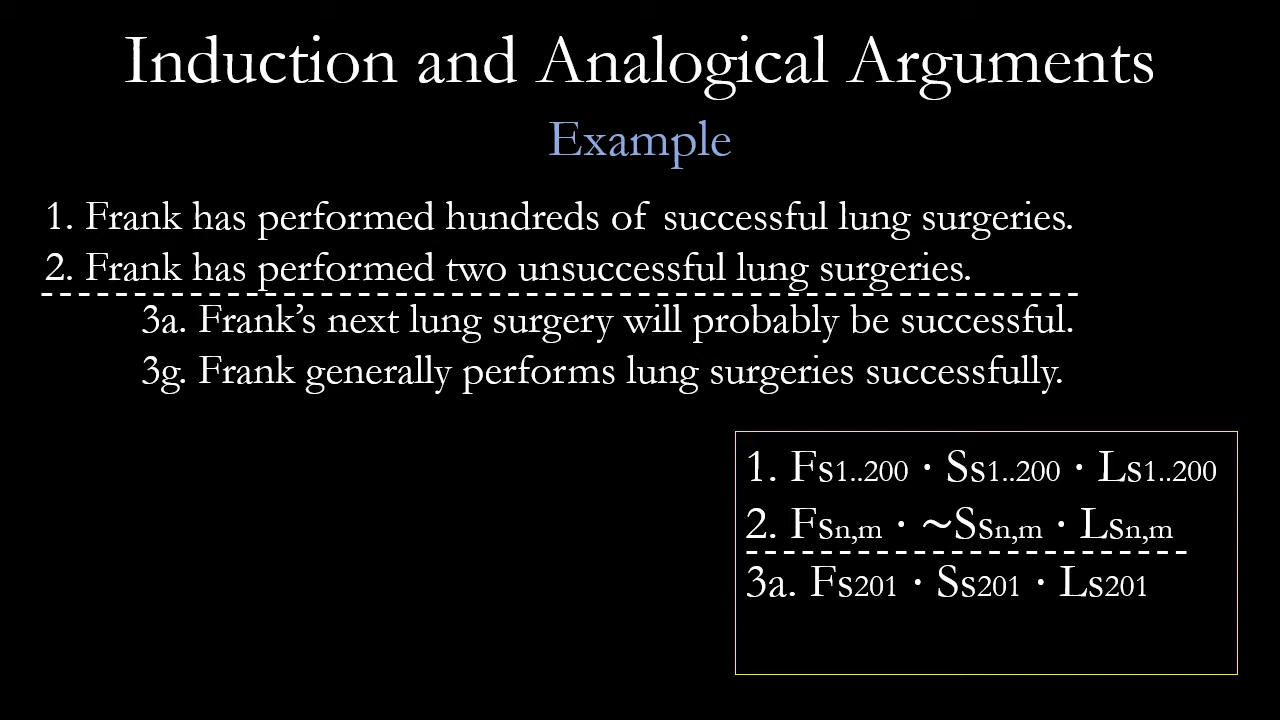 Induction and Analogical Arguments
Example
1. Frank has performed hundreds of successful lung surgeries.
2. Frank has performed two unsuccessful lung surgeries.
3a. Frank’s next lung surgery will probably be successful.
3g. Frank generally performs lung surgeries successfully.
1. Fs1..200 · Ss1..200 · Ls1..200
2. Fsn,m · ~Ssn,m · Lsn,m
3a. Fs201 · Ss201 · Ls201